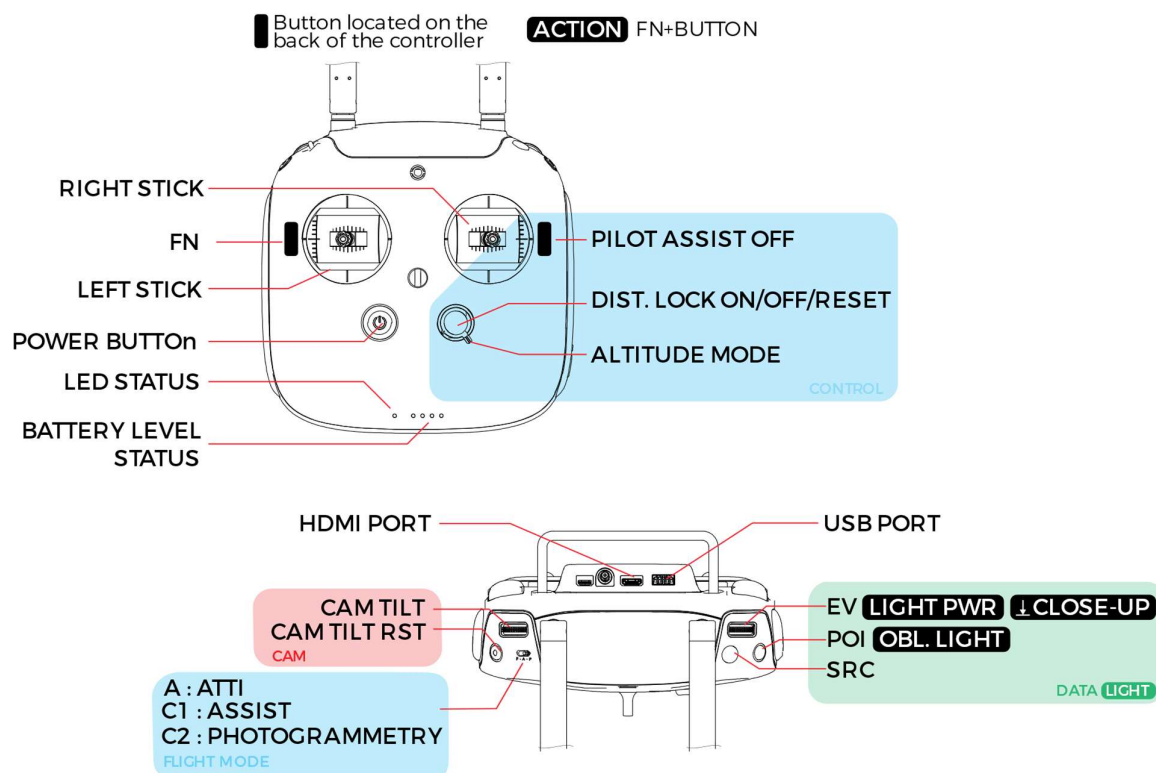 Button located on the
back of the controller
ACTION FN+BUTTON
RIGHT STICK
FN
LEFT STICK
POWER BUTTOn
LED STATUS
BATTERY LEVEL
STATUS
PILOT ASSIST OFF
DIST. LOCK ON/OFF/RESET
ALTITUDE MODE
CONTROL
HDMI PORT
USB PORT
CAM TILT
CAM TILT RST
CAM
A : ATTI
C1 : ASSIST
C2 : PHOTOGRAMMETRY
FLIGHT MODE
EV LIGHT PWR ↓CLOSE-UP
POI OBL. LIGHT
SRC
DATA LIGHT